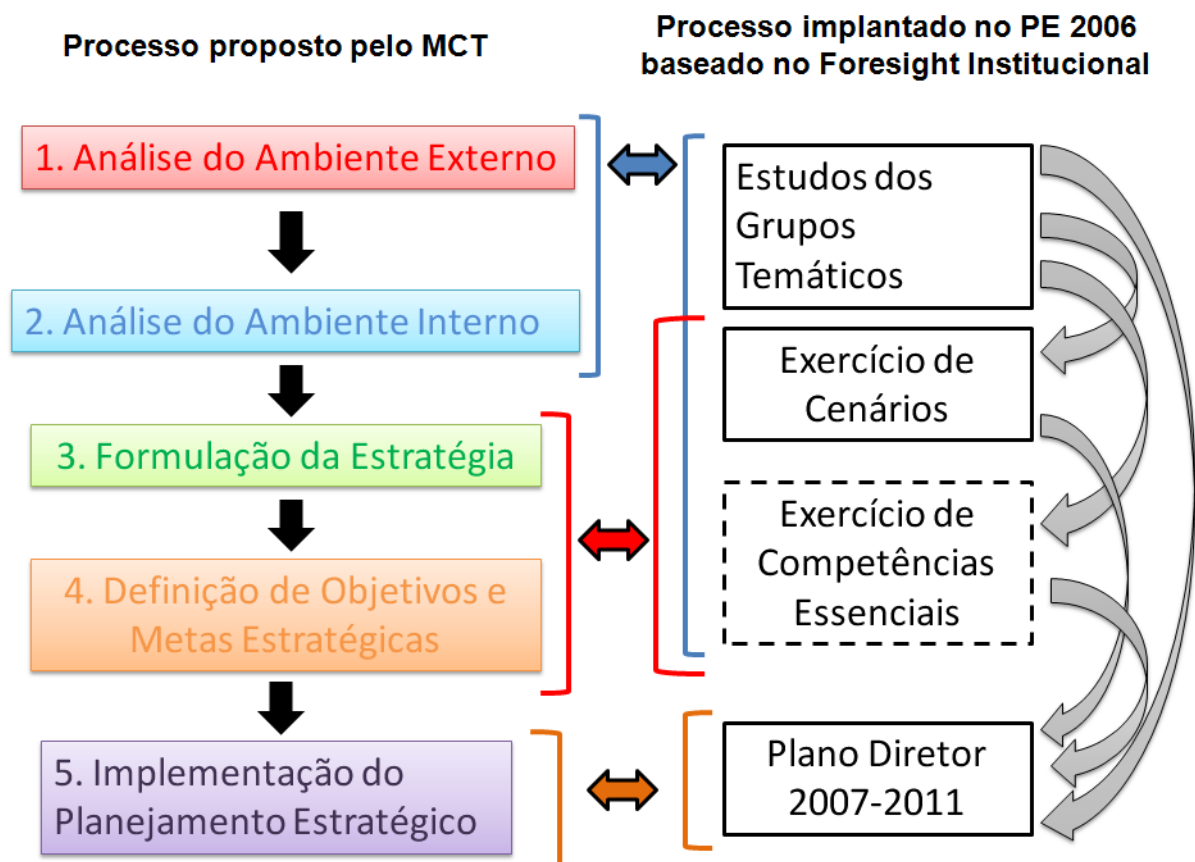 Processo proposto pelo MCT
Processo implantado no PE 2006
baseado no Foresight Institucional
1. Análise do Ambiente Externo
2. Análise do Ambiente Interno
3. Formulação da Estratégia
4. Definição de Objetivos e
Metas Estratégicas
5. Implementação do
Planejamento Estratégico
Estudos dos
Grupos
Temáticos
Exercício de
Cenários
Exercício de
Competências
Essenciais
Plano Diretor
2007-2011